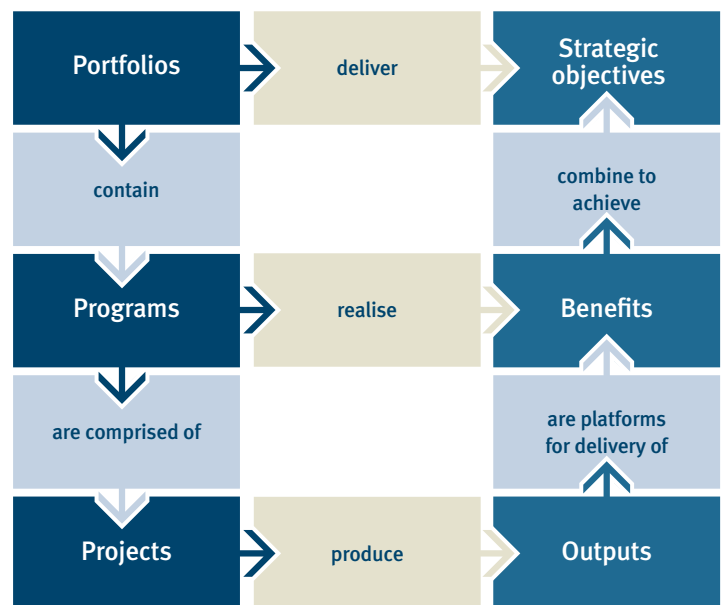 Portfolios
deliver
Strategic
objectives
contain
combine to
achieve
Programs
realise
Benefits
are comprised of
are platforms
for delivery of
Projects
produce
Outputs